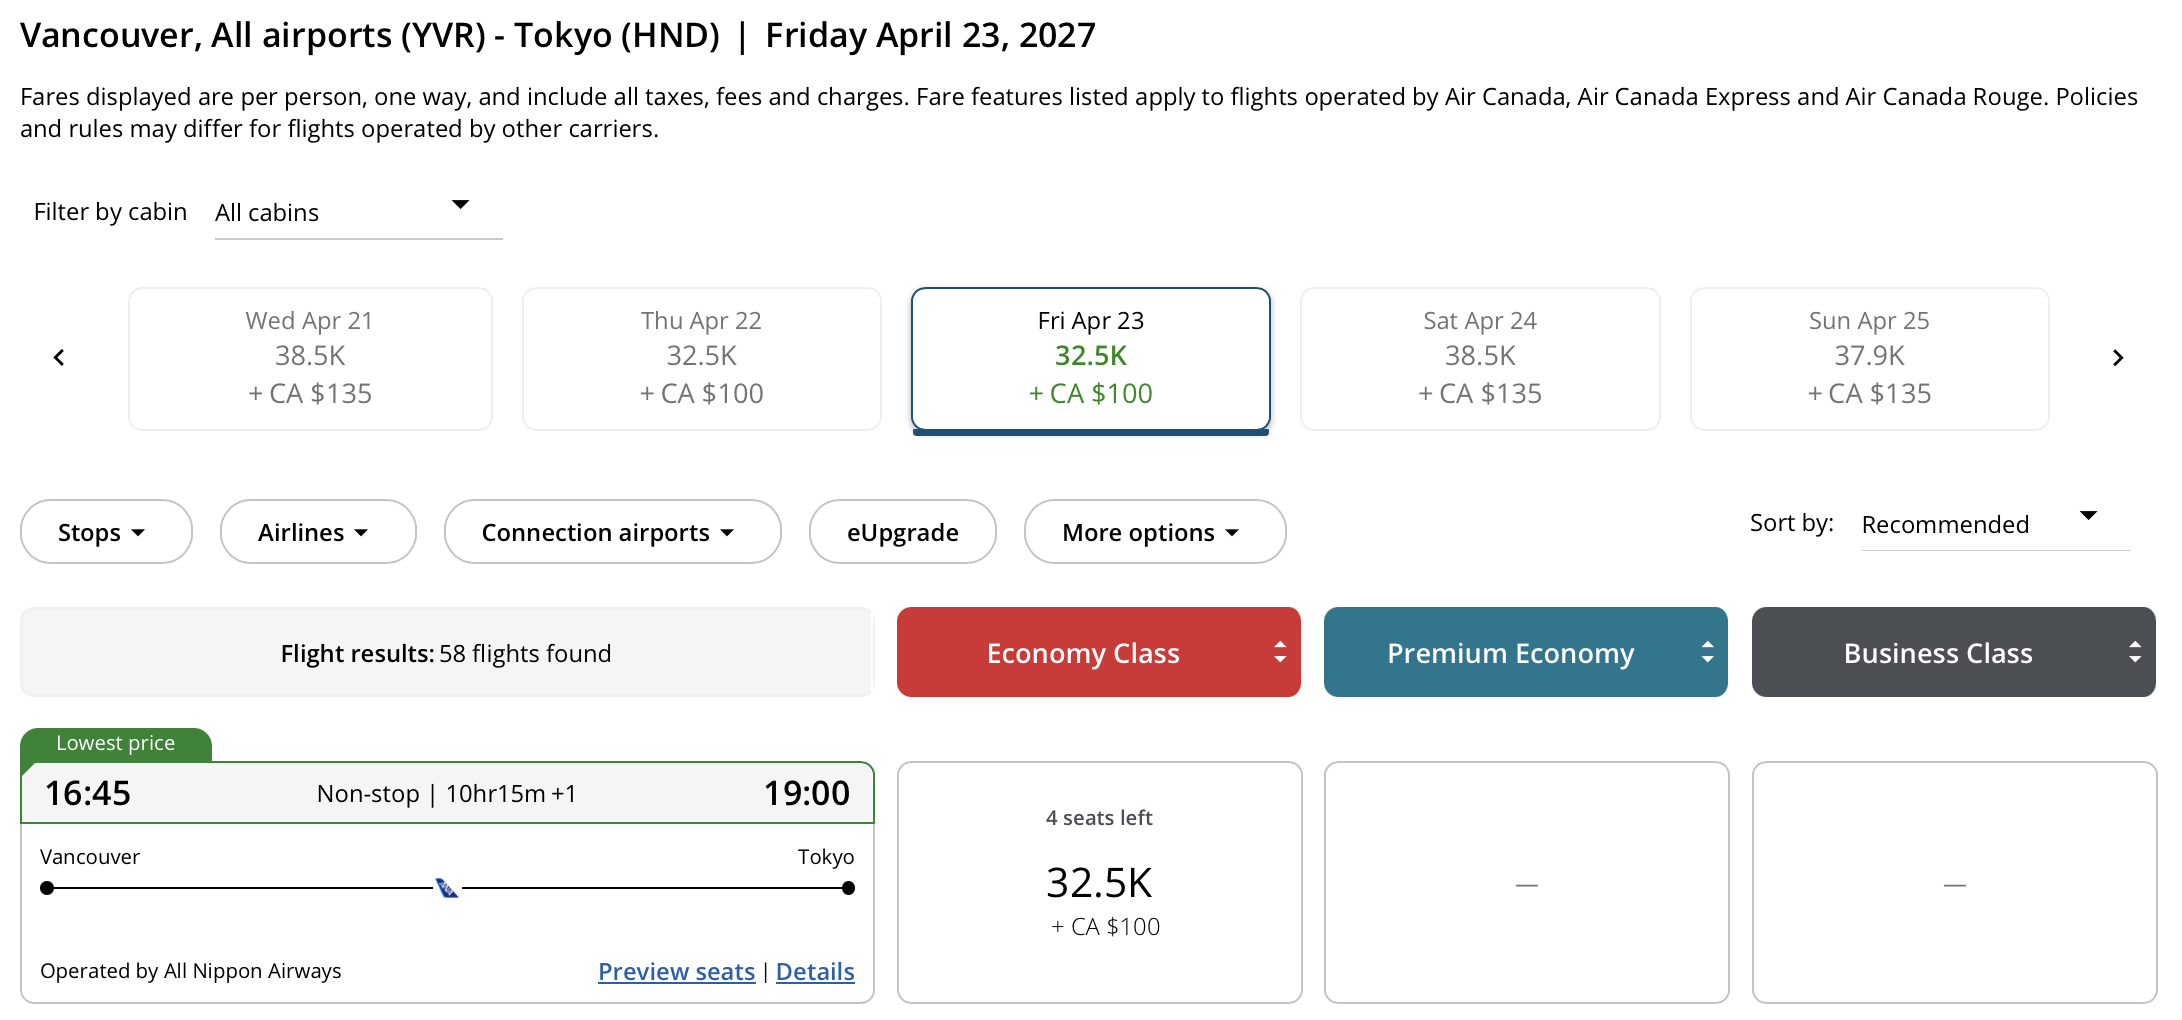 Vancouver, All airports (YVR) - Tokyo (HND) | Friday April 23, 2027
Fares displayed are per person, one way, and include all taxes, fees and charges. Fare features listed apply to flights operated by Air Canada, Air Canada Express and Air Canada Rouge. Policies
and rules may differ for flights operated by other carriers.
Filter by cabin All cabins
Wed Apr 21
38.5K
+ CA $135
Thu Apr 22
32.5K
+ CA $100
Fri Apr 23
32.5K
+ CA $100
Sat Apr 24
38.5K
+ CA $135
Sun Apr 25
37.9K
+ CA $135
Stops
Airlines
Connection airports
eUpgrade
More options
Sort by: Recommended
Flight results: 58 flights found
Economy Class
Premium Economy
Business Class
Lowest price
16:45 Non-stop | 10hr15m +1 19:00
Vancouver Tokyo
Operated by All Nippon Airways Preview seats | Details
4 seats left
32.5K
+ CA $100
—
—